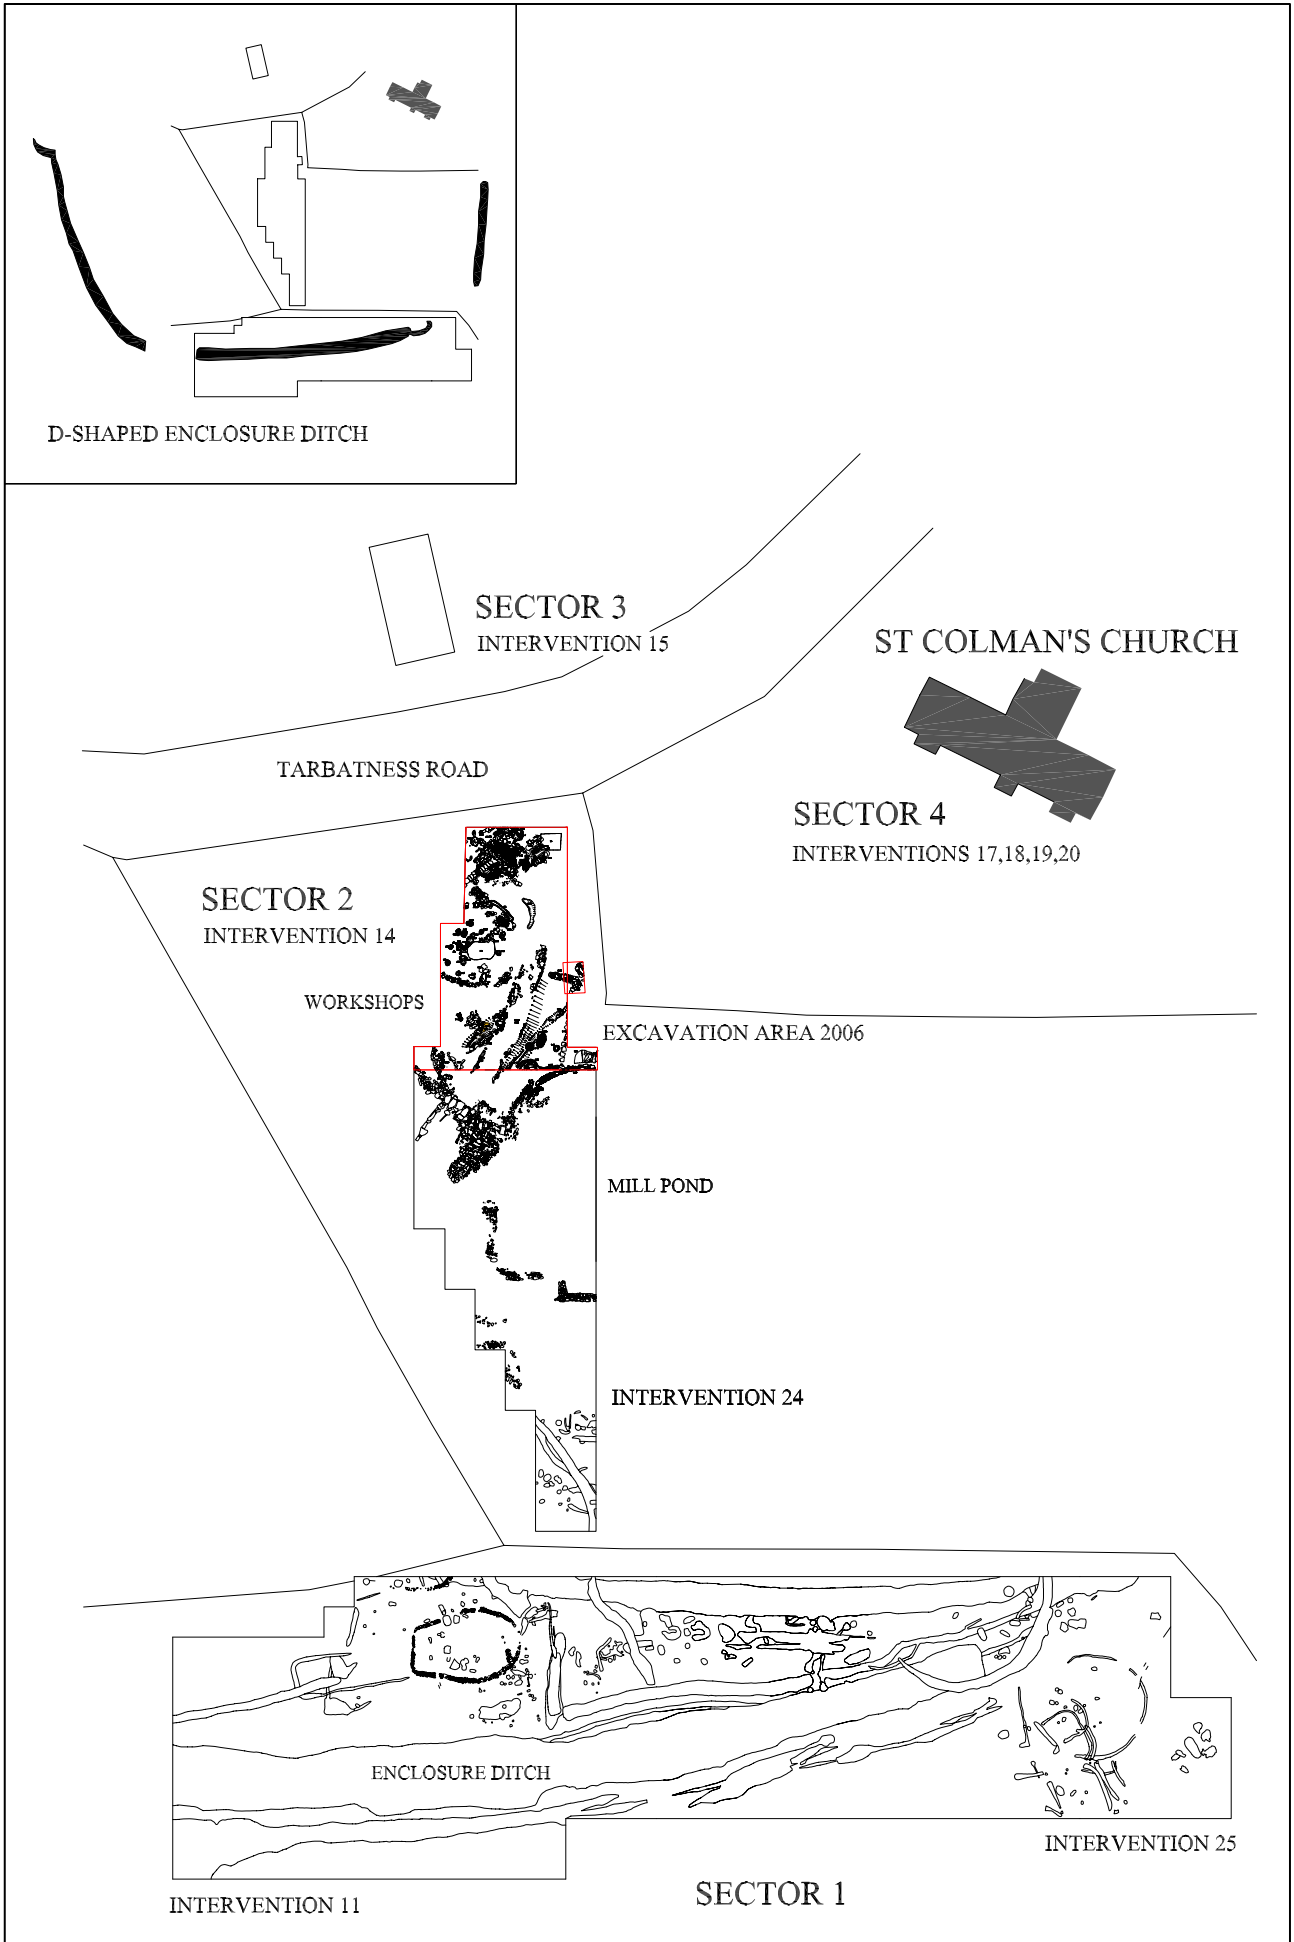 D-SHAPED ENCLOSURE DITCH
SECTOR 3
INTERVENTION 15
ST COLMAN'S CHURCH
TARBATNESS ROAD
SECTOR 4
INTERVENTIONS 17,18,19,20
SECTOR 2
INTERVENTION 14
WORKSHOPS
EXCAVATION AREA 2006
MILL POND
INTERVENTION 24
ENCLOSURE DITCH
INTERVENTION 25
SECTOR 1
INTERVENTION 11